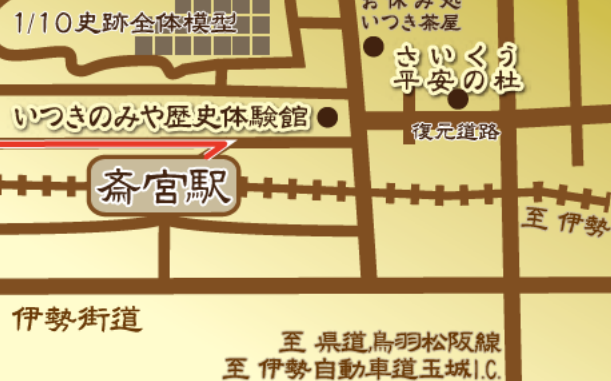 お休み処
いつき茶屋
1/10史跡全体模型
さいくう
平安の杜
いつきのみや歴史体験館
復元道路
斎宮駅
至 伊勢
伊勢街道
至 県道鳥羽松阪線
至 伊勢自動車道玉城I.C.